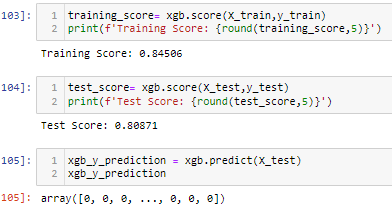 103]: 1 training_score= xgb.score(X_train,y_train)
2 print(f'Training Score: {round(training_score,5)}')
Training Score: 0.84506
104]: 1 test_score= xgb.score(X_test,y_test)
2 print(f'Test Score: {round(test_score,5)}')
Test Score: 0.80871
105]: 1 xgb_y_prediction = xgb.predict(X_test)
2 xgb_y_prediction
105]: array([0, 0, 0, ..., 0, 0, 0])